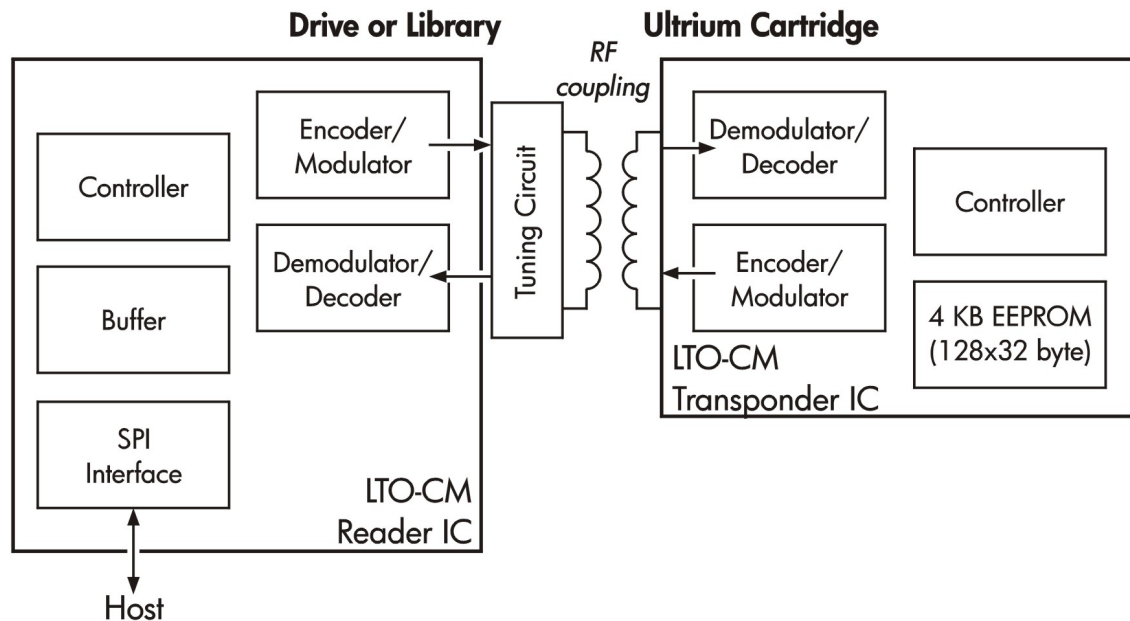 Drive or Library
Ultrium Cartridge
RF
coupling
Controller
Buffer
SPI
Interface
Encoder/
Modulator
Demodulator/
Decoder
LTO-CM
Reader IC
Host
Tuning Circuit
Demodulator/
Decoder
Encoder/
Modulator
LTO-CM
Transponder IC
Controller
4 KB EEPROM
(128x32 byte)